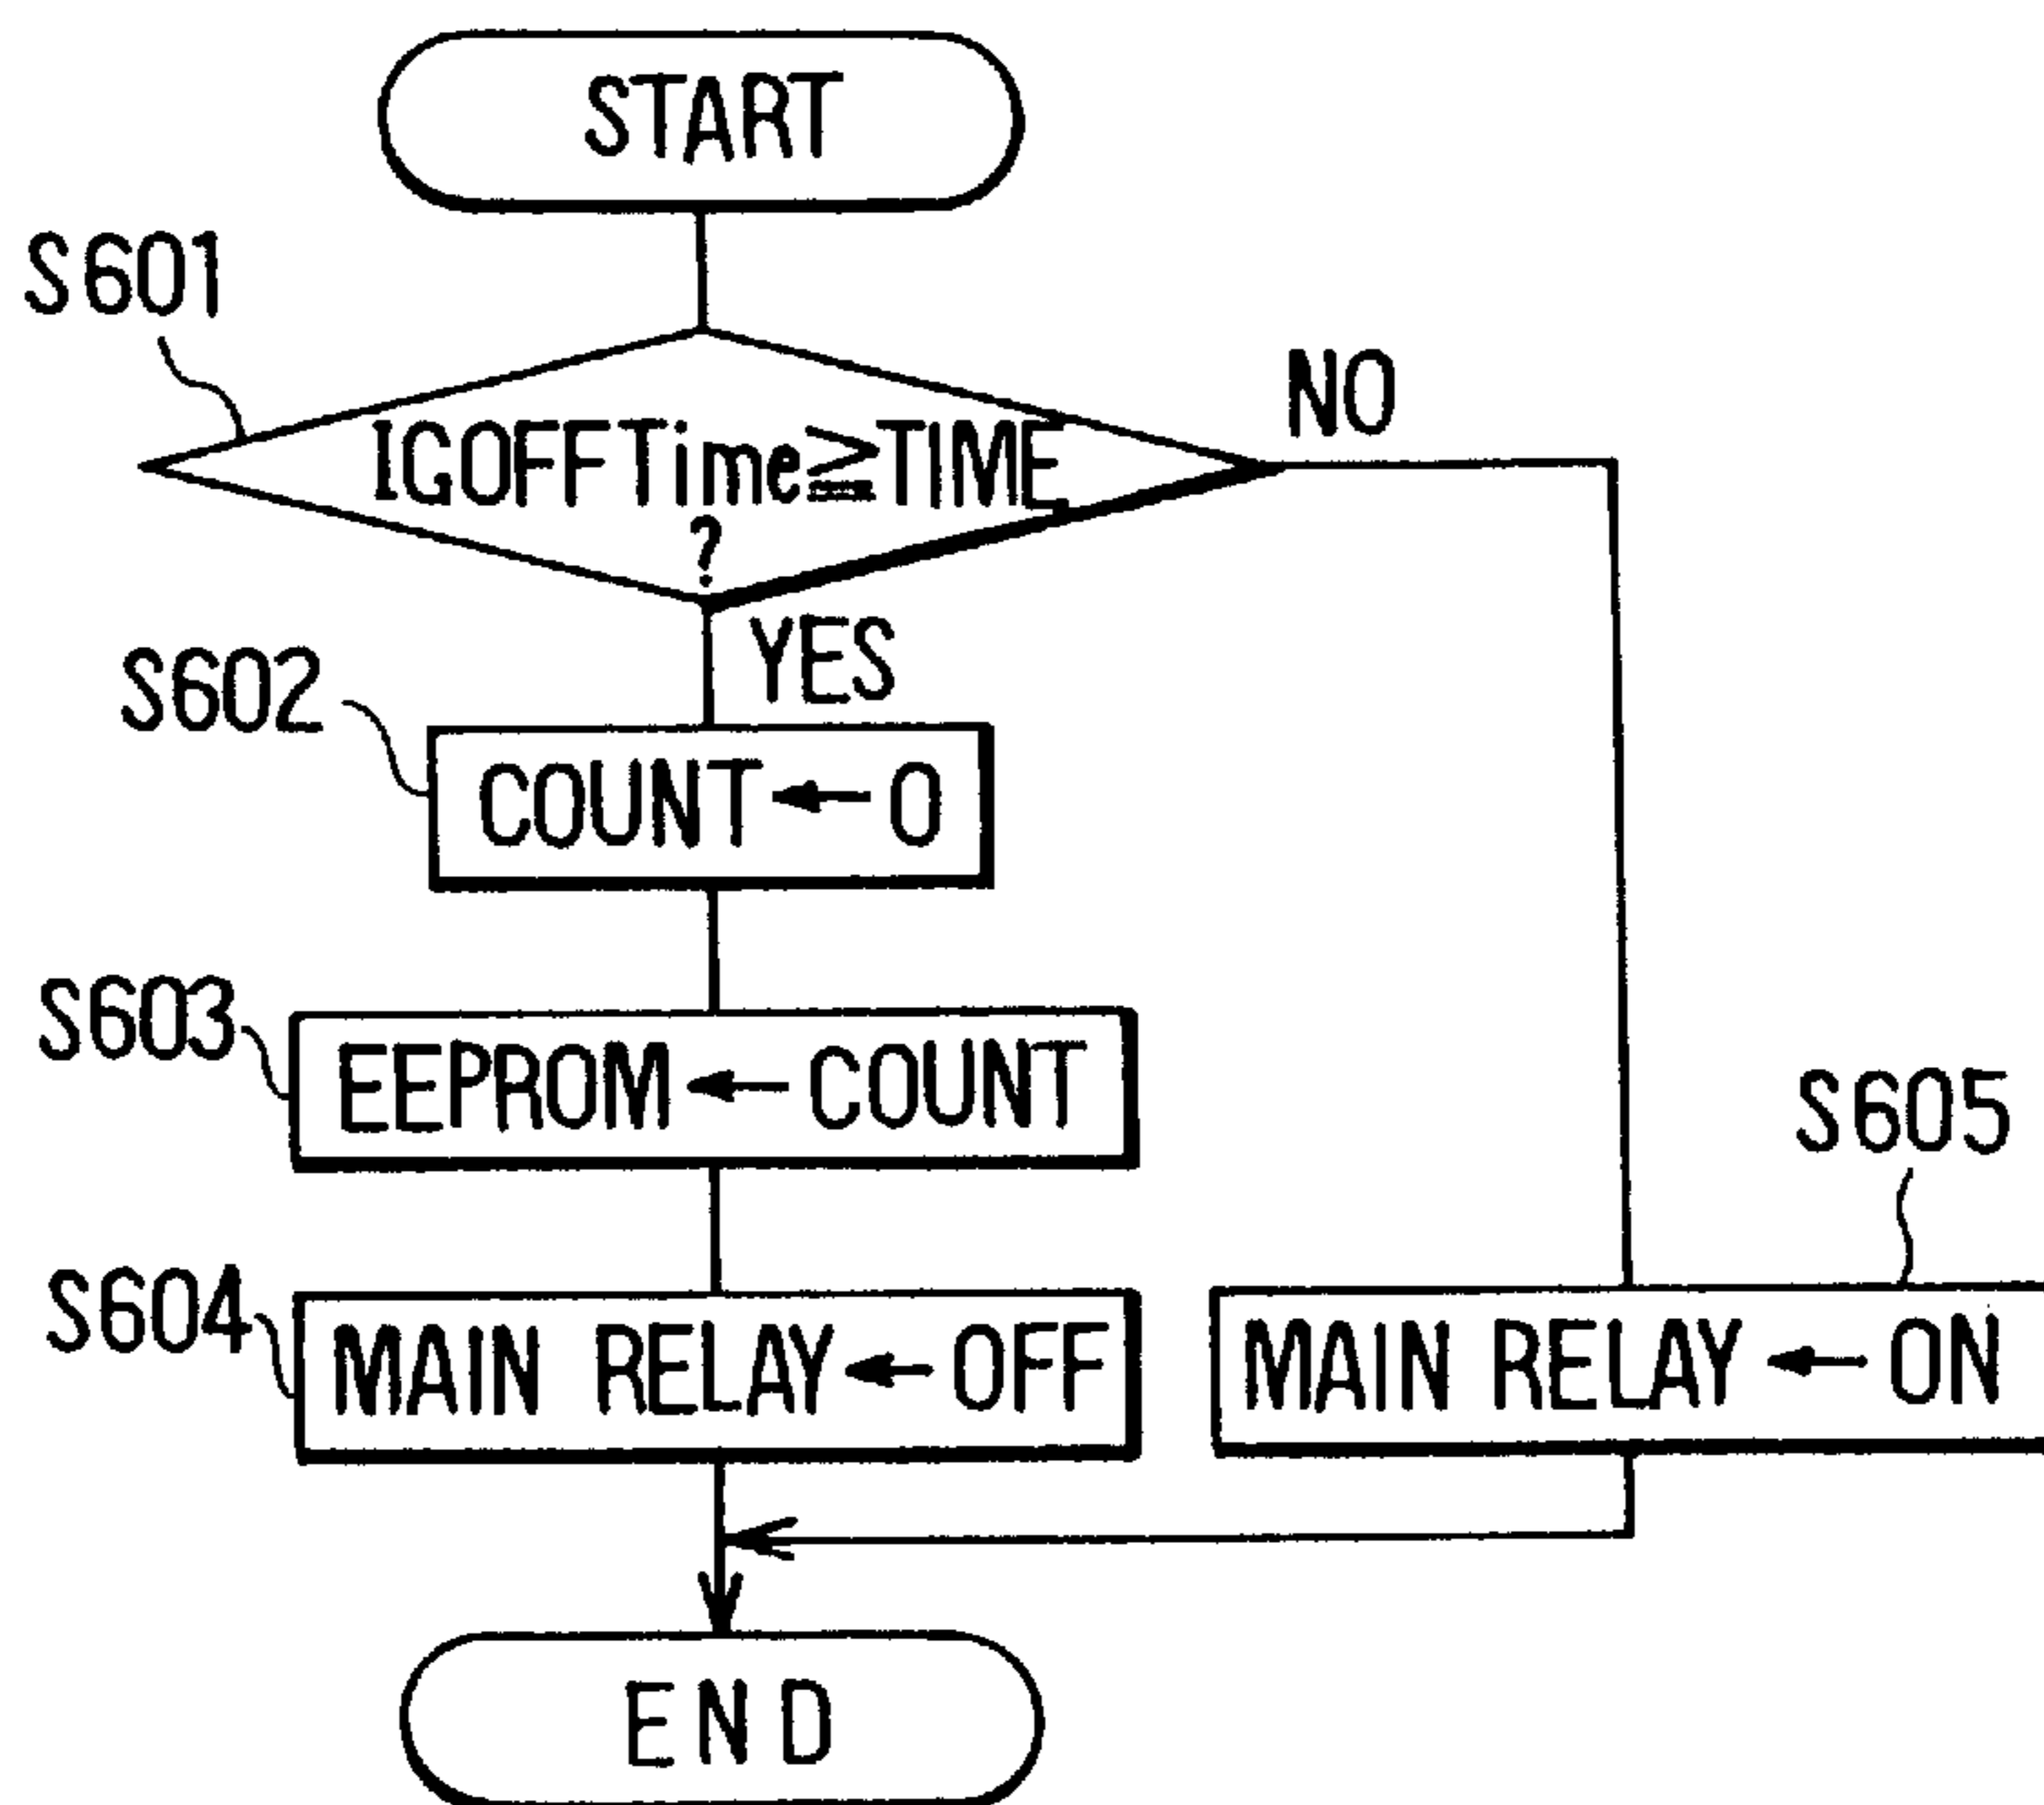 START
S601
IGOFFTime≧TIME
?
NO
YES
S602
COUNT ← 0
S603
EEPROM ← COUNT
S604
MAIN RELAY ← OFF
S605
MAIN RELAY ← ON
END